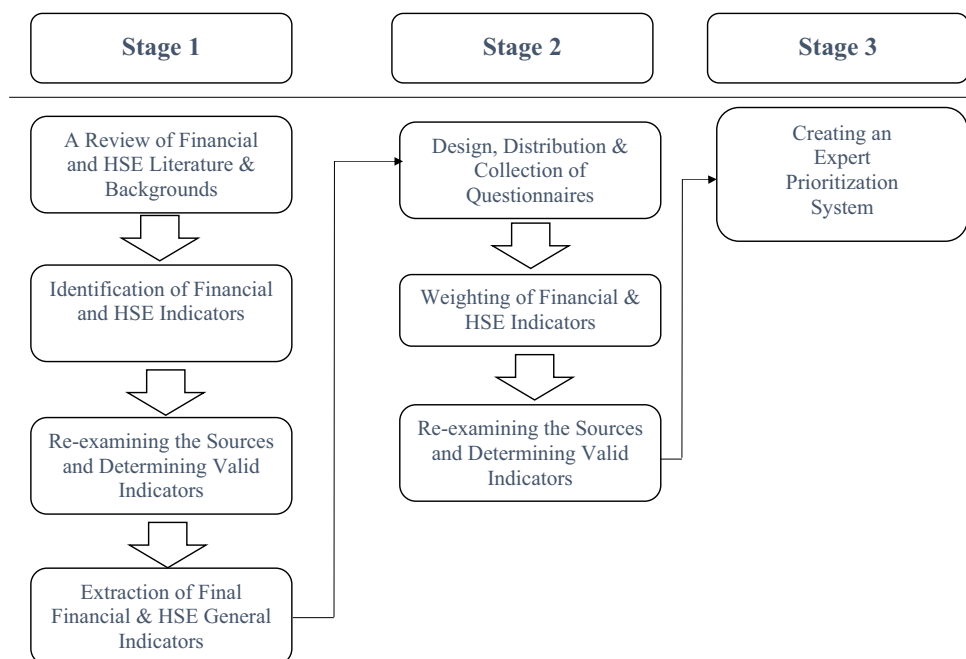 Stage 1
Stage 2
Stage 3
A Review of Financial
and HSE Literature &
Backgrounds
Identification of Financial
and HSE Indicators
Re-examining the Sources
and Determining Valid
Indicators
Extraction of Final
Financial & HSE General
Indicators
Design, Distribution &
Collection of
Questionnaires
Weighting of Financial &
HSE Indicators
Re-examining the Sources
and Determining Valid
Indicators
Creating an
Expert
Prioritization
System